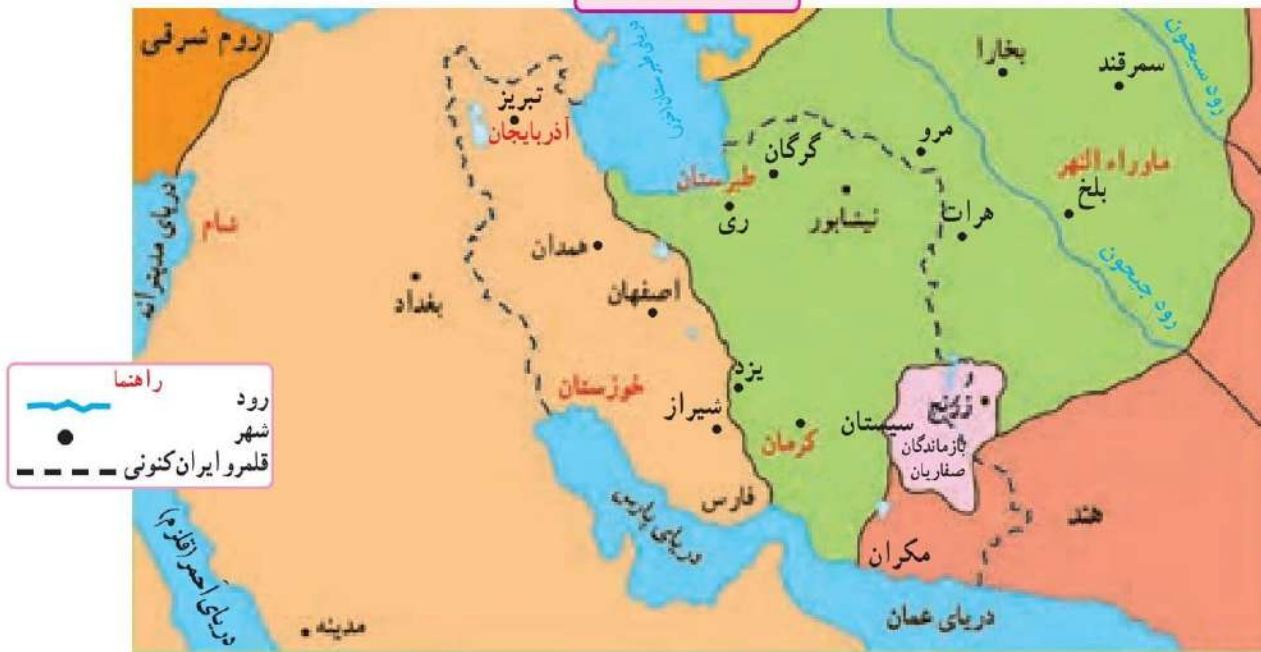 روم شرقی
بخارا
سمرقند
رود سیحون
تبریز
آذربایجان
گرگان
مرو
ماوراء النهر
طبرستان
ری
نیشابور
هرات
بلخ
رود جیحون
دریای مدیترانه
شام
همدان
بغداد
اصفهان
خوزستان
یزد
شیراز
کرمان
سیستان
زرنج
بازماندگان
صفاریان
فارس
دریای پارس
مکران
هند
دریای عمان
دریای احمر (قلزم)
مدینه
راهنما
رود
شهر
قلمرو ایران کنونی